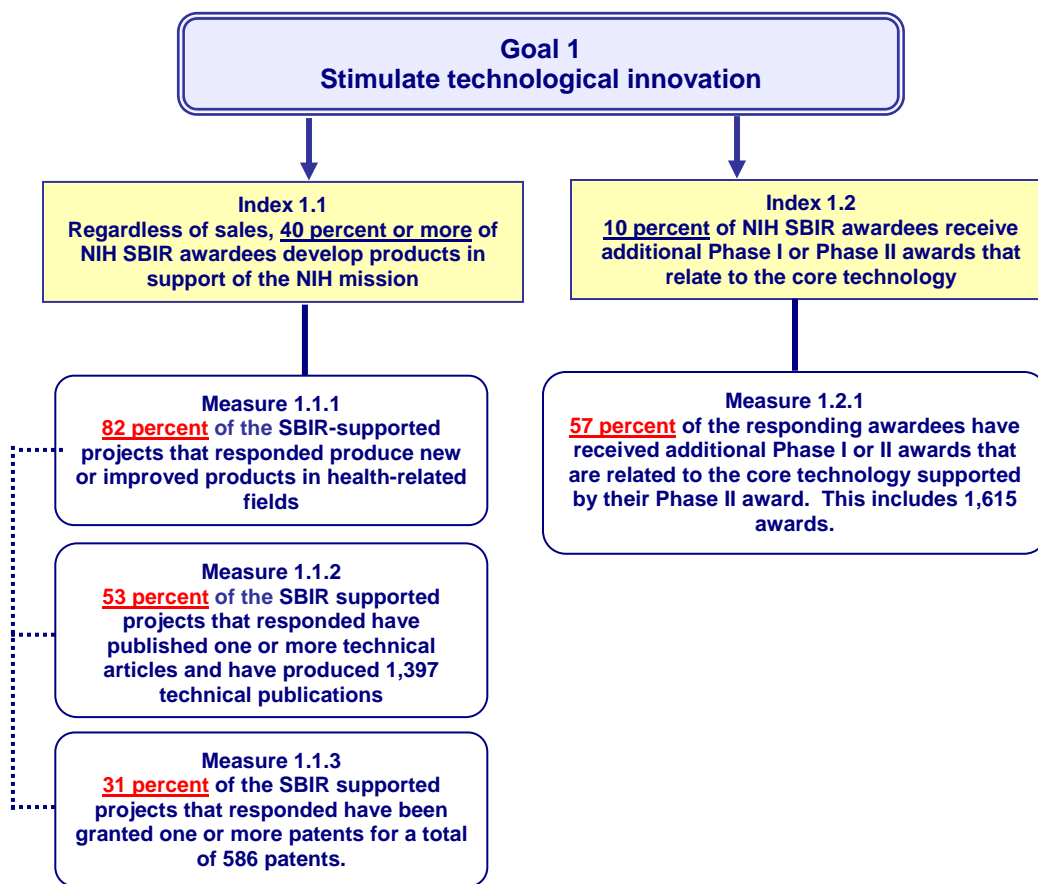 Goal 1
Stimulate technological innovation
Index 1.1
Regardless of sales, 40 percent or more of
NIH SBIR awardees develop products in
support of the NIH mission
Index 1.2
10 percent of NIH SBIR awardees receive
additional Phase I or Phase II awards that
relate to the core technology
Measure 1.1.1
82 percent of the SBIR-supported
projects that responded produce new
or improved products in health-related
fields
Measure 1.2.1
57 percent of the responding awardees have
received additional Phase I or II awards that
are related to the core technology supported
by their Phase II award.  This includes 1,615
awards.
Measure 1.1.2
53 percent of the SBIR supported
projects that responded have
published one or more technical
articles and have produced 1,397
technical publications
Measure 1.1.3
31 percent of the SBIR supported
projects that responded have been
granted one or more patents for a total
of 586 patents.